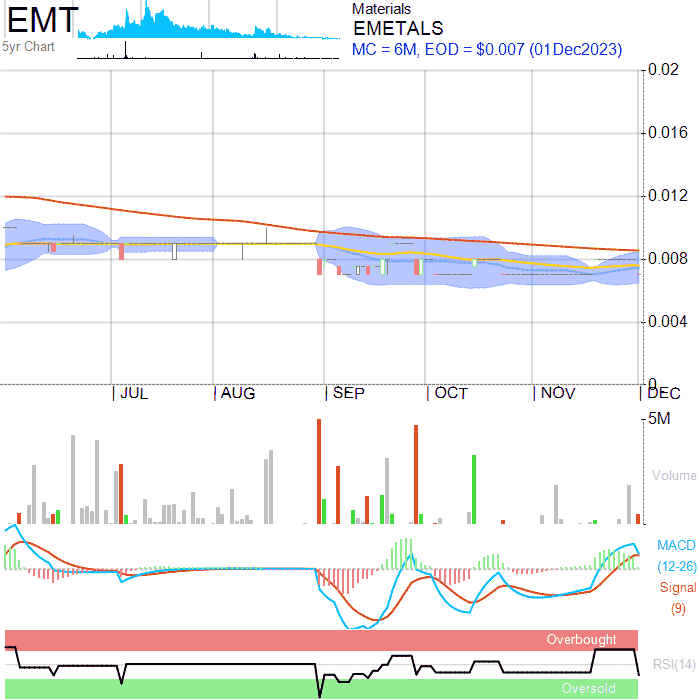 EMT
5yr Chart
Materials
EMETALS
MC = 6M, EOD = $0.007 (01Dec2023)
0.02
0.016
0.012
0.008
0.004
0
JUL
AUG
SEP
OCT
NOV
DEC
5M
Volume
MACD
(12-26)
Signal
(9)
Overbought
RSI(14)
Oversold